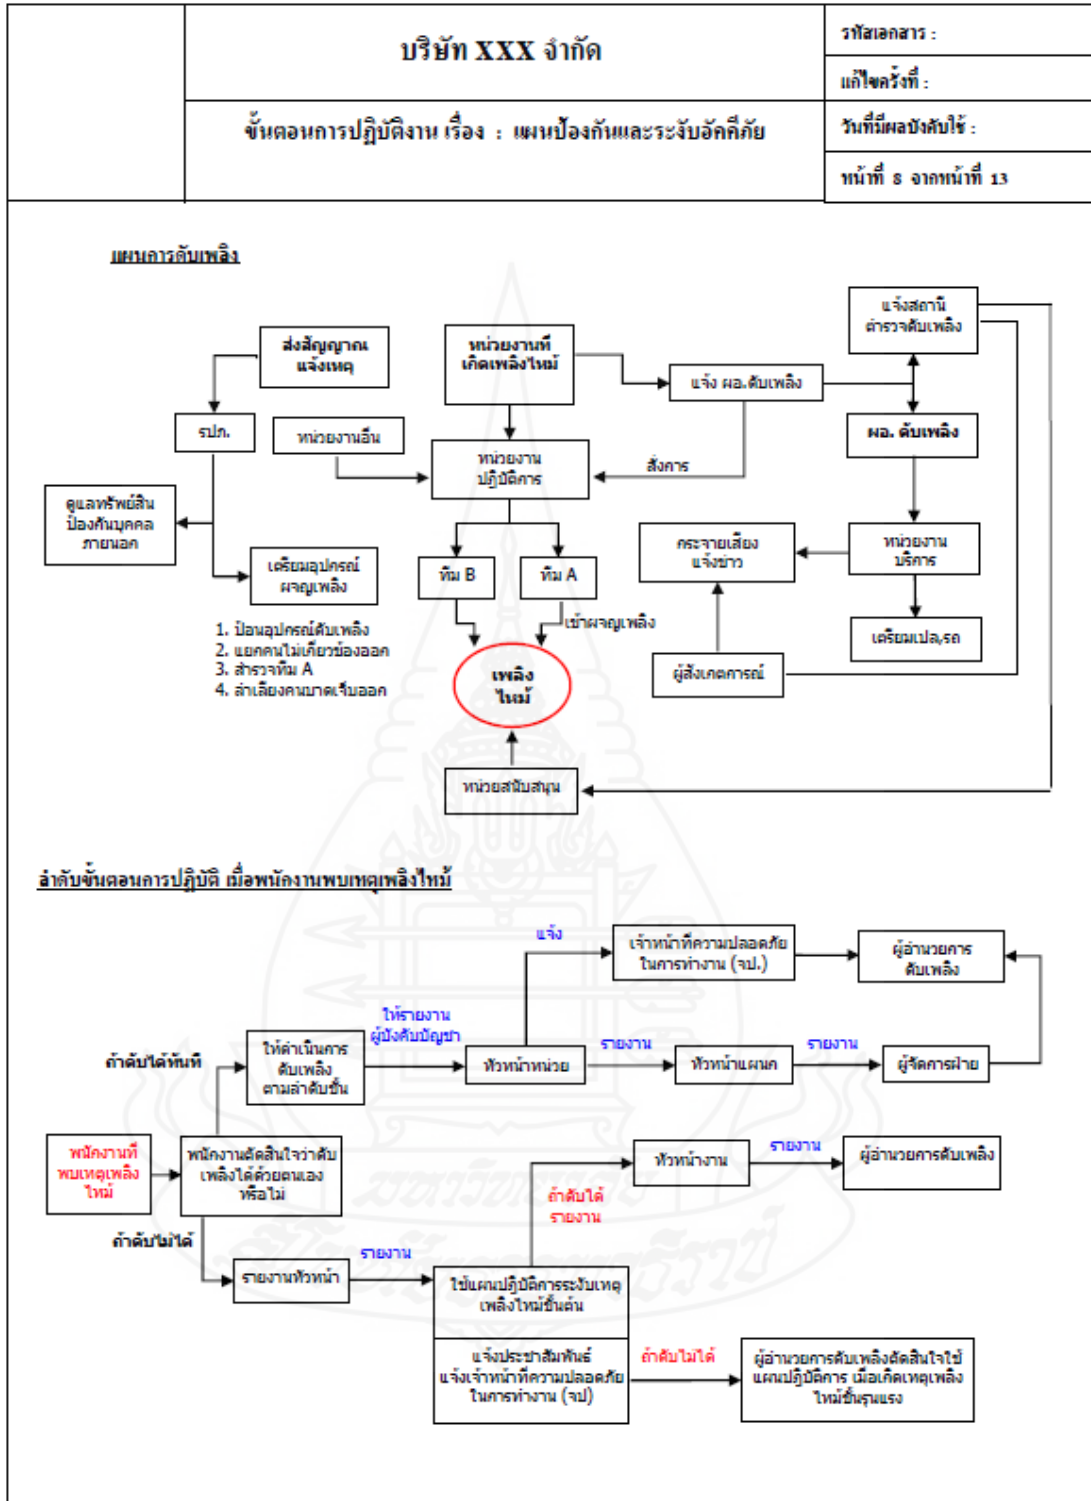 บริษัท XXX จำกัด
รหัสเอกสาร :
แก้ไขครั้งที่ :
ขั้นตอนการปฏิบัติงาน เรื่อง : แผนป้องกันและระงับอัคคีภัย
วันที่มีผลบังคับใช้ :
หน้าที่ 8 จากหน้าที่ 13
แผนการดับเพลิง
ส่งสัญญาณ
แจ้งเหตุ
หน่วยงานที่
เกิดเพลิงไหม้
แจ้งสถานี
ตำรวจดับเพลิง
แจ้ง ผอ.ดับเพลิง
รปภ.
หน่วยงานอื่น
หน่วยงาน
ปฏิบัติการ
สั่งการ
ผอ. ดับเพลิง
ดูแลทรัพย์สิน
ป้องกันบุคคล
ภายนอก
เตรียมอุปกรณ์
ผจญเพลิง
ทีม B
ทีม A
กระจายเสียง
แจ้งข่าว
หน่วยงาน
บริการ
เข้าผจญเพลิง
เตรียมเปล,รถ
1. ป้อนอุปกรณ์ดับเพลิง
2. แยกคนไม่เกี่ยวข้องออก
3. สำรวจทีม A
4. ลำเลียงคนบาดเจ็บออก
เพลิง
ไหม้
ผู้สังเกตการณ์
หน่วยสนับสนุน
ลำดับขั้นตอนการปฏิบัติ เมื่อพนักงานพบเหตุเพลิงไหม้
แจ้ง
เจ้าหน้าที่ความปลอดภัย
ในการทำงาน (จป.)
ผู้อำนวยการ
ดับเพลิง
ถ้าดับได้ทันที
ให้ดำเนินการ
ดับเพลิง
ตามลำดับชั้น
ให้รายงาน
ผู้บังคับบัญชา
หัวหน้าหน่วย
รายงาน
หัวหน้าแผนก
รายงาน
ผู้จัดการฝ่าย
พนักงานที่
พบเหตุเพลิง
ไหม้
พนักงานตัดสินใจว่าดับ
เพลิงได้ด้วยตนเอง
หรือไม่
หัวหน้างาน
รายงาน
ผู้อำนวยการดับเพลิง
ถ้าดับได้
รายงาน
ถ้าดับไม่ได้
รายงานหัวหน้า
รายงาน
ใช้แผนปฏิบัติการระงับเหตุ
เพลิงไหม้ขั้นต้น
แจ้งประชาสัมพันธ์
แจ้งเจ้าหน้าที่ความปลอดภัย
ในการทำงาน (จป)
ถ้าดับไม่ได้
ผู้อำนวยการดับเพลิงตัดสินใจใช้
แผนปฏิบัติการ เมื่อเกิดเหตุเพลิง
ไหม้ขั้นรุนแรง
มหาวิทยาลัย
สุโขทัยธรรมาธิราช